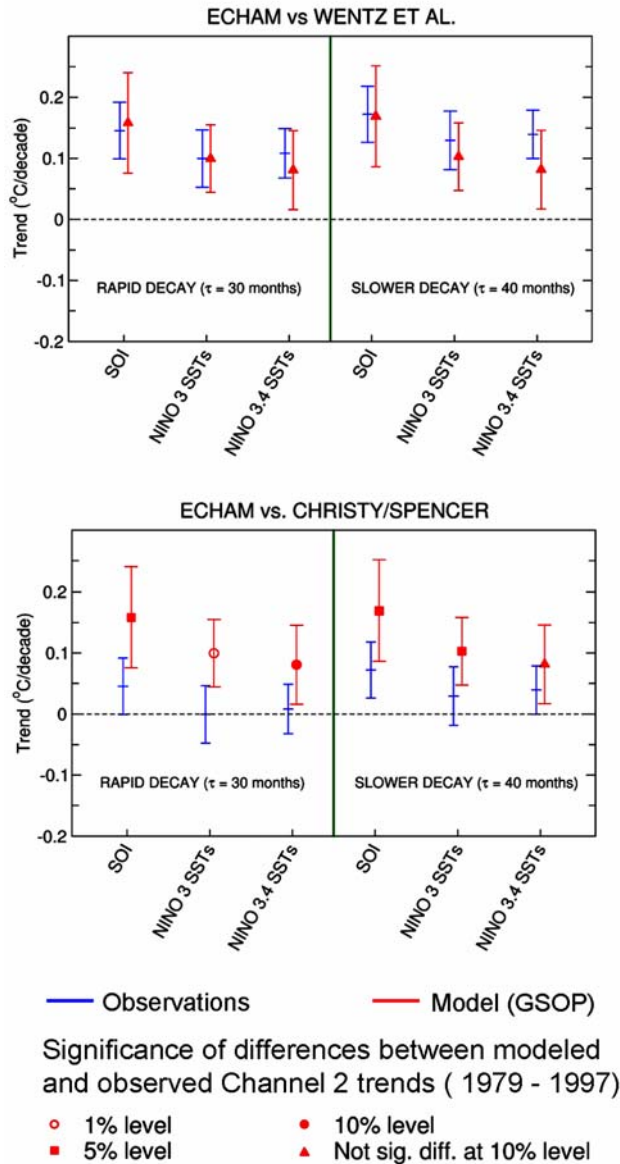 ECHAM vs WENTZ ET AL.
Trend (°C/decade)
0.2
0.1
0
-0.1
-0.2
RAPID DECAY (τ = 30 months)
SLOWER DECAY (τ = 40 months)
SOI
NINO 3 SSTs
NINO 3.4 SSTs
SOI
NINO 3 SSTs
NINO 3.4 SSTs
ECHAM vs. CHRISTY/SPENCER
Trend (°C/decade)
0.2
0.1
0
-0.1
-0.2
RAPID DECAY (τ = 30 months)
SLOWER DECAY (τ = 40 months)
SOI
NINO 3 SSTs
NINO 3.4 SSTs
SOI
NINO 3 SSTs
NINO 3.4 SSTs
Observations
Model (GSOP)
Significance of differences between modeled
and observed Channel 2 trends ( 1979 - 1997)
1% level
10% level
5% level
Not sig. diff. at 10% level